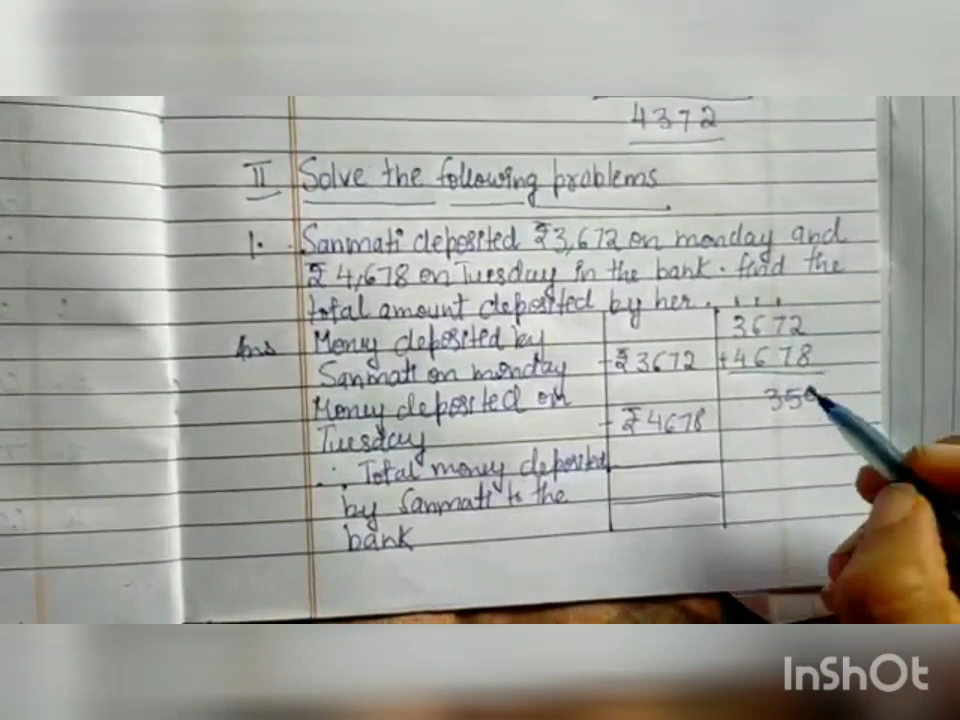 4372
II Solve the following problems
1. Sanmati deposited ₹3,672 on monday and
₹4,678 on Tuesday in the bank. find the
total amount deposited by her.
Ans Money deposited by
Sanmati on monday - ₹3672
Money deposited on
Tuesday - ₹4678
∴ Total money deposited
by Sanmati to the
bank
3672
+4678
350
InShOt